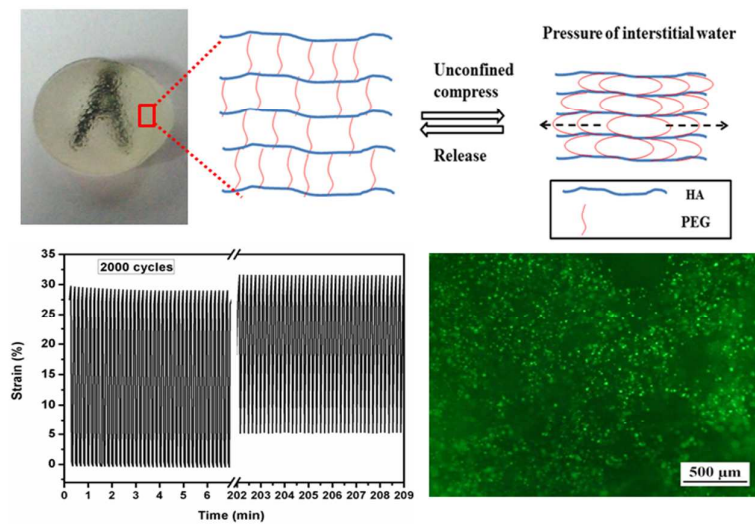 Pressure of interstitial water
Unconfined
compress
Release
HA
PEG
2000 cycles
35
30
25
20
15
10
5
0
Strain (%)
0 1 2 3 4 5 6 202 203 204 205 206 207 208 209
Time (min)
500 μm